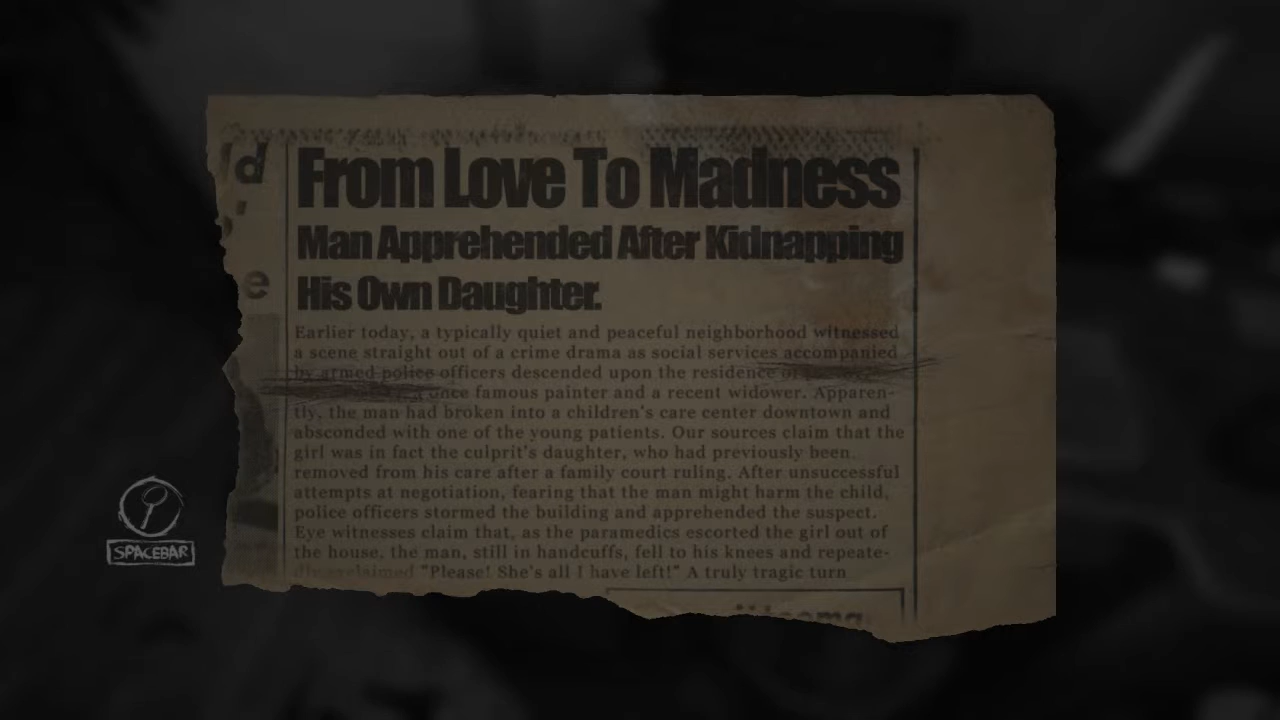 d
From Love To Madness
Man Apprehended After Kidnapping
e
His Own Daughter.
Earlier today, a typically quiet and peaceful neighborhood witnessed
a scene straight out of a crime drama as social services accompanied
by armed police officers descended upon the residence of
once famous painter and a recent widower. Apparen-
tly, the man had broken into a children's care center downtown and
absconded with one of the young patients. Our sources claim that the
girl was in fact the culprit's daughter, who had previously been
removed from his care after a family court ruling. After unsuccessful
attempts at negotiation, fearing that the man might harm the child,
police officers stormed the building and apprehended the suspect.
Eye witnesses claim that, as the paramedics escorted the girl out of
the house, the man, still in handcuffs, fell to his knees and repeate-
dly exclaimed "Please! She's all I have left!" A truly tragic turn
SPACEBAR